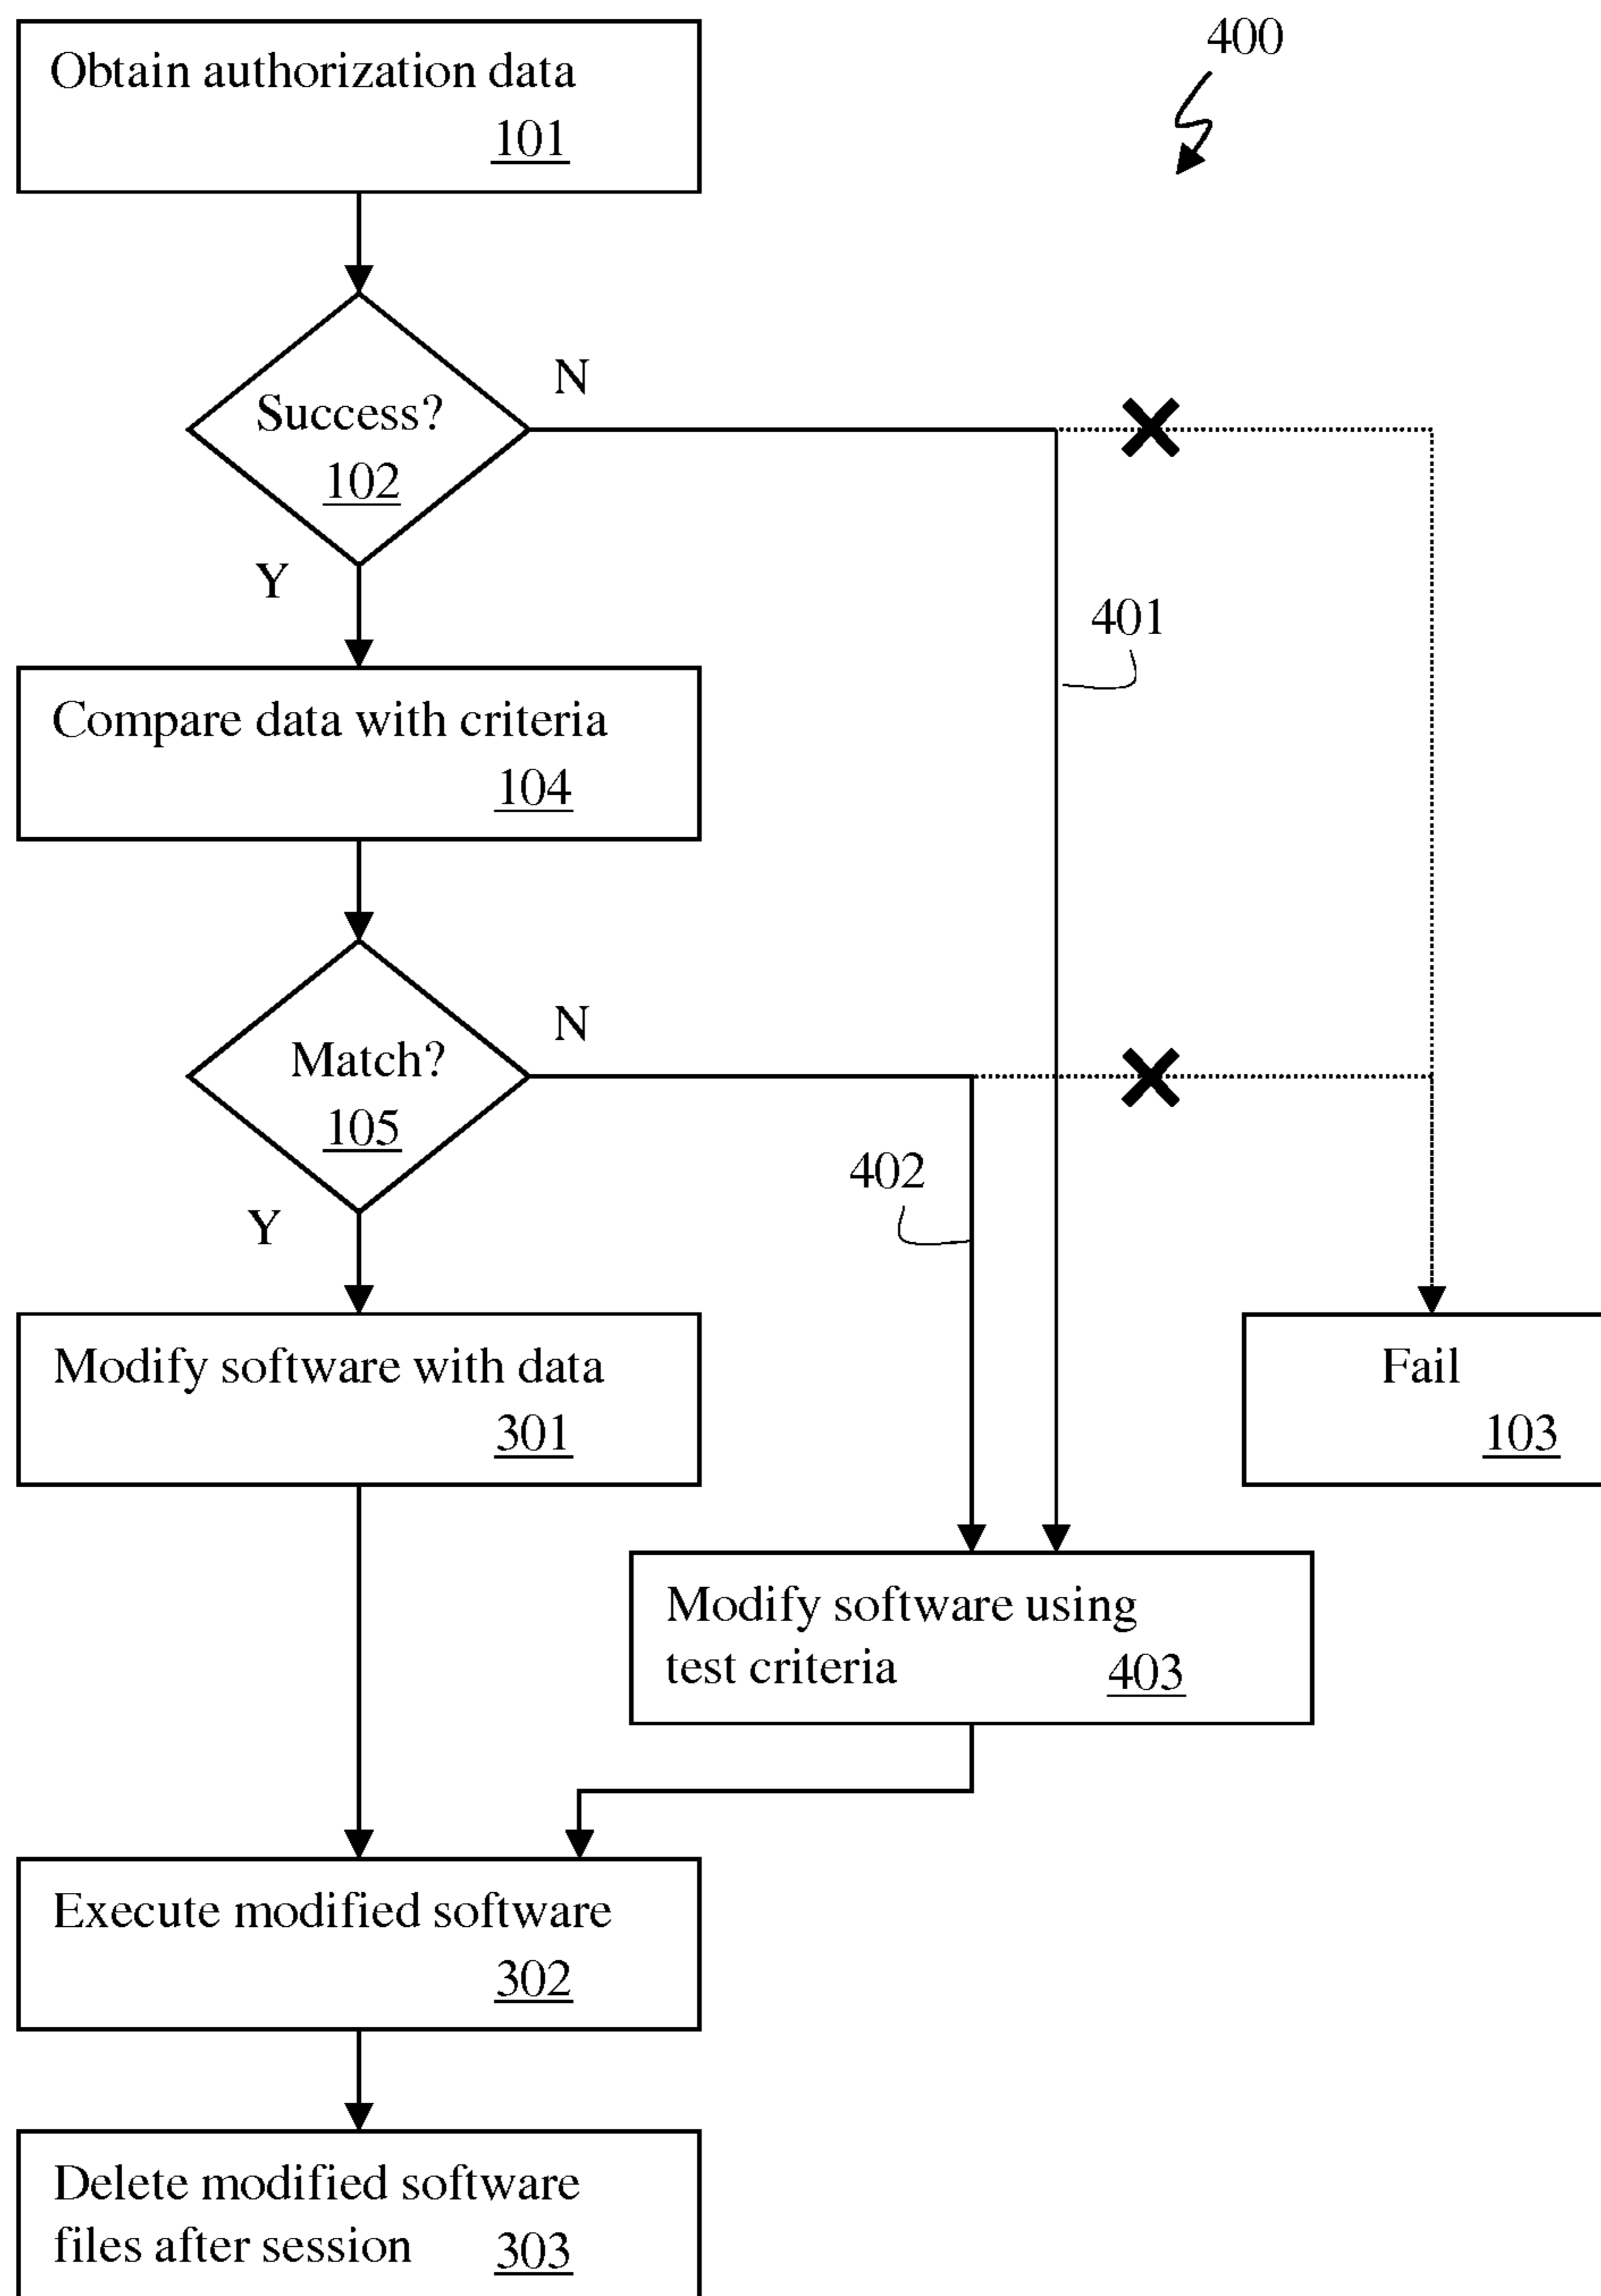 400
Obtain authorization data
101
N
Success?
102
Y
401
Compare data with criteria
104
N
Match?
105
402
Y
Modify software with data
301
Fail
103
Modify software using
test criteria 403
Execute modified software
302
Delete modified software
files after session 303